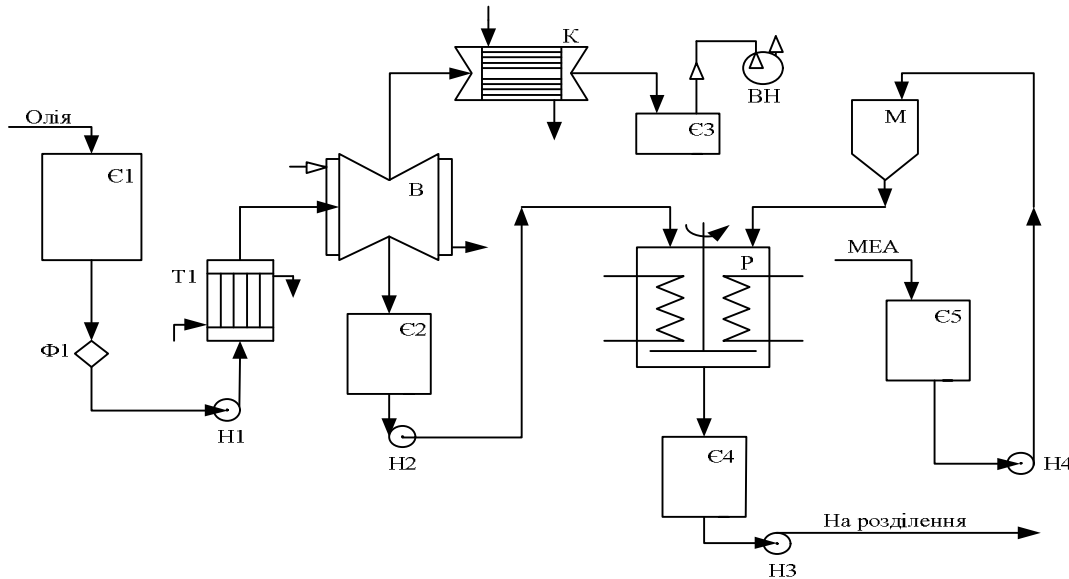 К
ВН
Олія
Є3
М
Є1
В
МЕА
Т1
Р
Є2
Є5
Ф1
Н1
Є4
Н2
Н4
На розділення
Н3